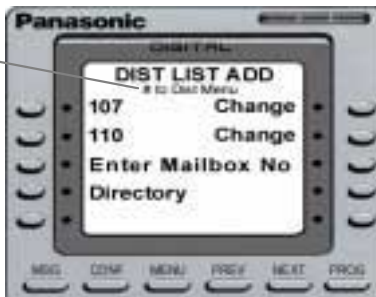 Panasonic
DIGITAL
DIST LIST ADD
# to Dist Menu
107 Change
110 Change
Enter Mailbox No
Directory
MSG CONF MENU PREV NEXT PROG